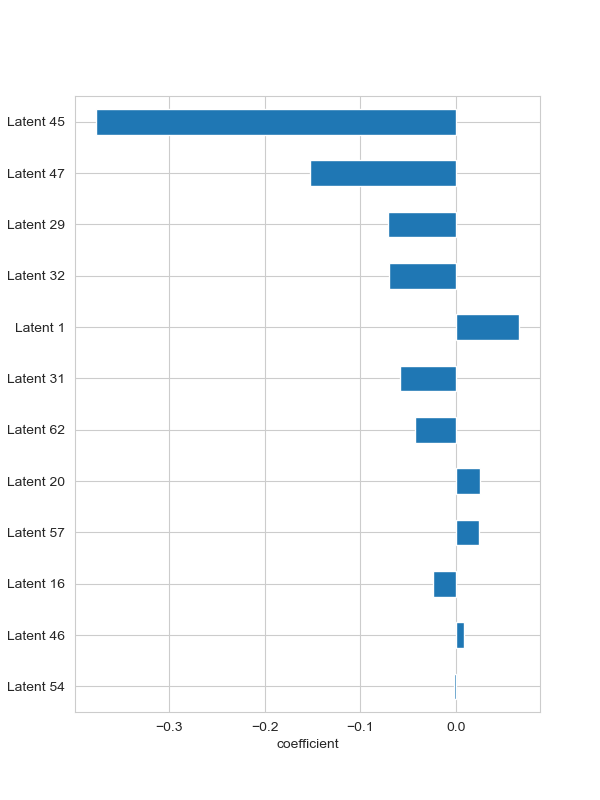 Latent 45
Latent 47
Latent 29
Latent 32
Latent 1
Latent 31
Latent 62
Latent 20
Latent 57
Latent 16
Latent 46
Latent 54
−0.3 −0.2 −0.1 0.0
coefficient